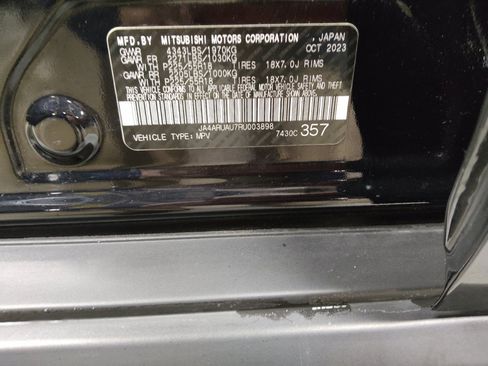 MFD.BY MITSUBISHI MOTORS CORPORATION , JAPAN
GVWR 4343LBS/1970KG OCT 2023
GAWR FR 2271LBS/1030KG
WITH P225/55R18 TIRES 18X7.0J RIMS
GAWR RR 2205LBS/1000KG
WITH P225/55R18 TIRES 18X7.0J RIMS
THIS VEHICLE CONFORMS TO ALL APPLICABLE FEDERAL MOTOR VEHICLE SAFETY AND THEFT
PREVENTION STANDARDS IN EFFECT ON THE DATE OF MANUFACTURE SHOWN ABOVE.
JA4ARUAU7RU003898
VEHICLE TYPE: MPV 7430C 357